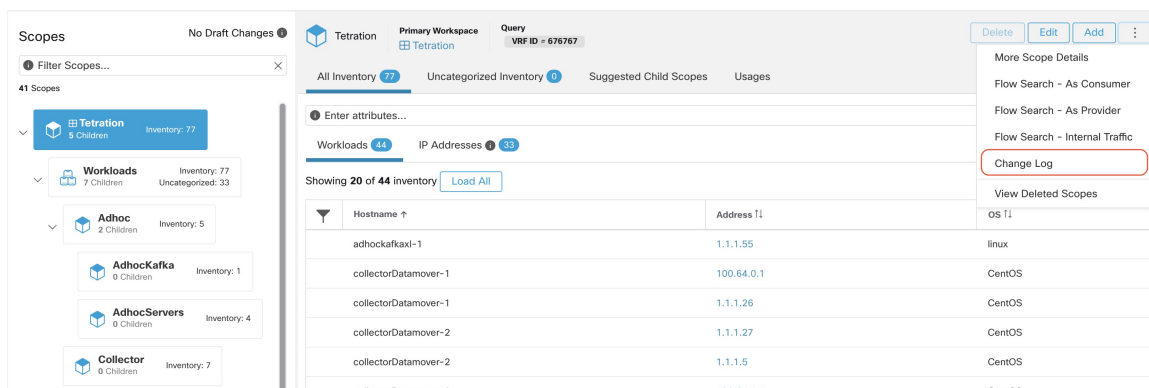 Scopes
No Draft Changes
Filter Scopes...
41 Scopes
Tetration
5 Children
Inventory: 77
Workloads
7 Children
Inventory: 77
Uncategorized: 33
Adhoc
2 Children
Inventory: 5
AdhocKafka
0 Children
Inventory: 1
AdhocServers
0 Children
Inventory: 4
Collector
0 Children
Inventory: 7
Tetration
Primary Workspace
Tetration
Query
VRF ID = 676767
Delete Edit Add
More Scope Details
Flow Search - As Consumer
Flow Search - As Provider
Flow Search - Internal Traffic
Change Log
View Deleted Scopes
All Inventory 77 Uncategorized Inventory 0 Suggested Child Scopes Usages
Enter attributes...
Workloads 44 IP Addresses 33
Showing 20 of 44 inventory Load All
Hostname ↑ Address ↑↓ OS ↑↓
adhockafkaxl-1 1.1.1.55 linux
collectorDatamover-1 100.64.0.1 CentOS
collectorDatamover-1 1.1.1.26 CentOS
collectorDatamover-2 1.1.1.27 CentOS
collectorDatamover-2 1.1.1.5 CentOS